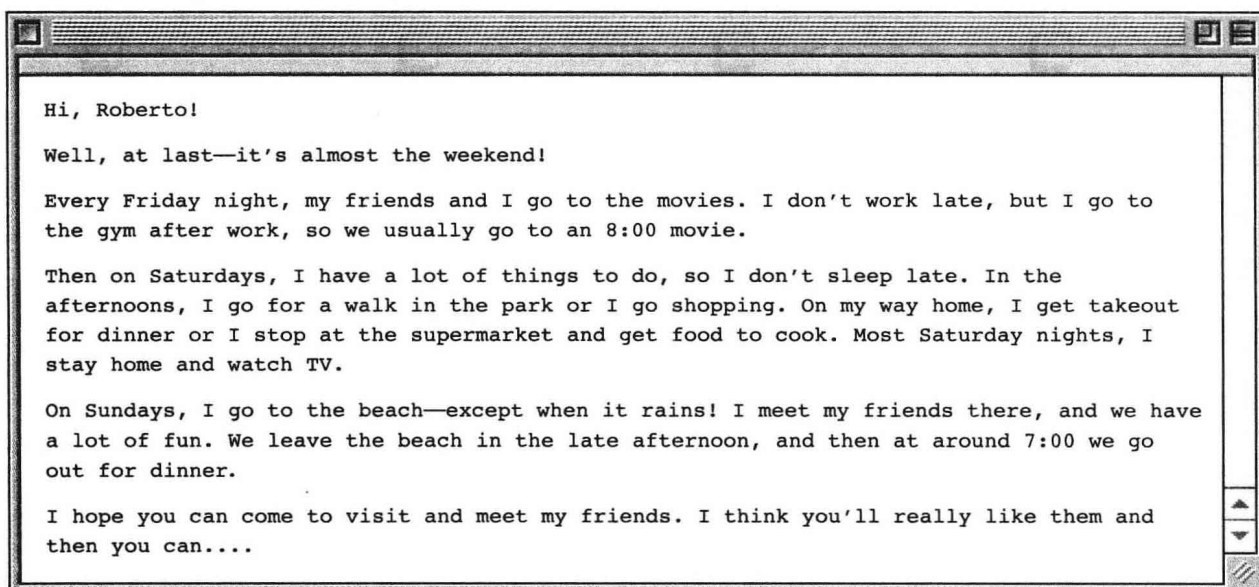 Hi, Roberto!
Well, at last—it's almost the weekend!
Every Friday night, my friends and I go to the movies. I don't work late, but I go to
the gym after work, so we usually go to an 8:00 movie.
Then on Saturdays, I have a lot of things to do, so I don't sleep late. In the
afternoons, I go for a walk in the park or I go shopping. On my way home, I get takeout
for dinner or I stop at the supermarket and get food to cook. Most Saturday nights, I
stay home and watch TV.
On Sundays, I go to the beach—except when it rains! I meet my friends there, and we have
a lot of fun. We leave the beach in the late afternoon, and then at around 7:00 we go
out for dinner.
I hope you can come to visit and meet my friends. I think you'll really like them and
then you can....